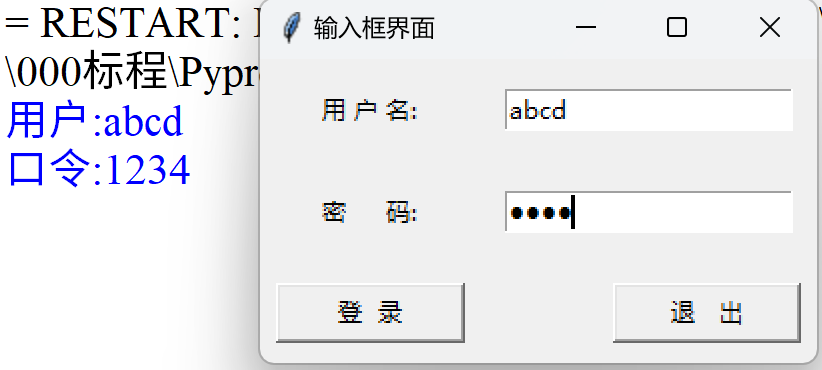 = RESTART:
\000标程\Pypr
用户:abcd
口令:1234
输入框界面
用 户 名:
abcd
密 码:
●●●●
登 录
退 出